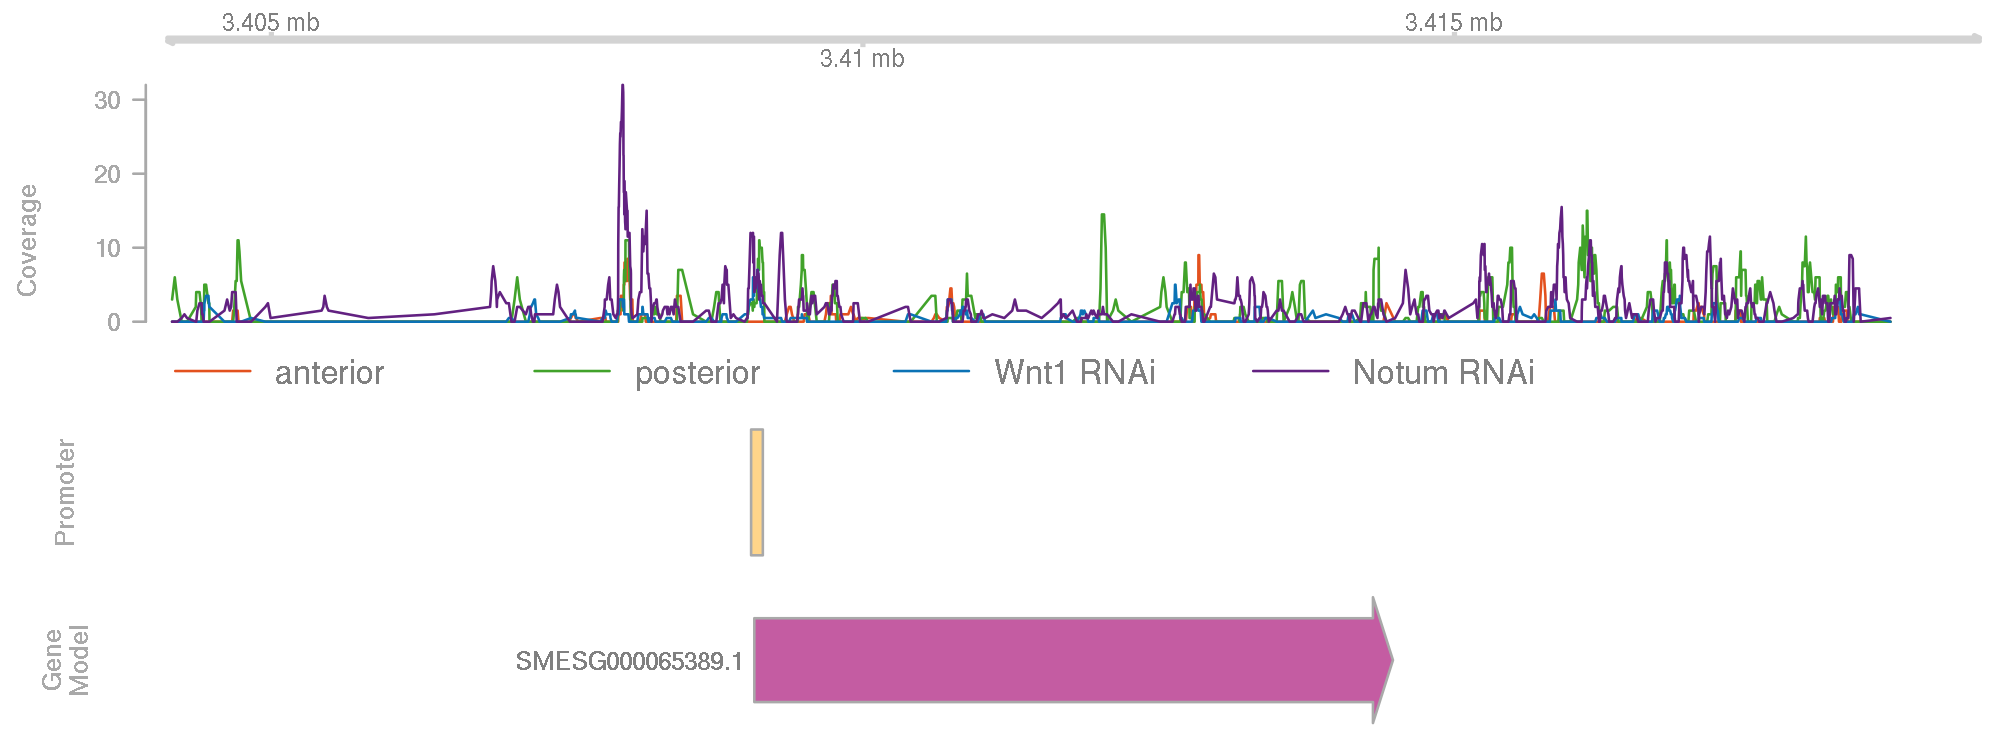 3.405 mb
3.415 mb
3.41 mb
Coverage
30
20
10
0
anterior posterior Wnt1 RNAi Notum RNAi
Promoter
Gene
Model
SMESG000065389.1